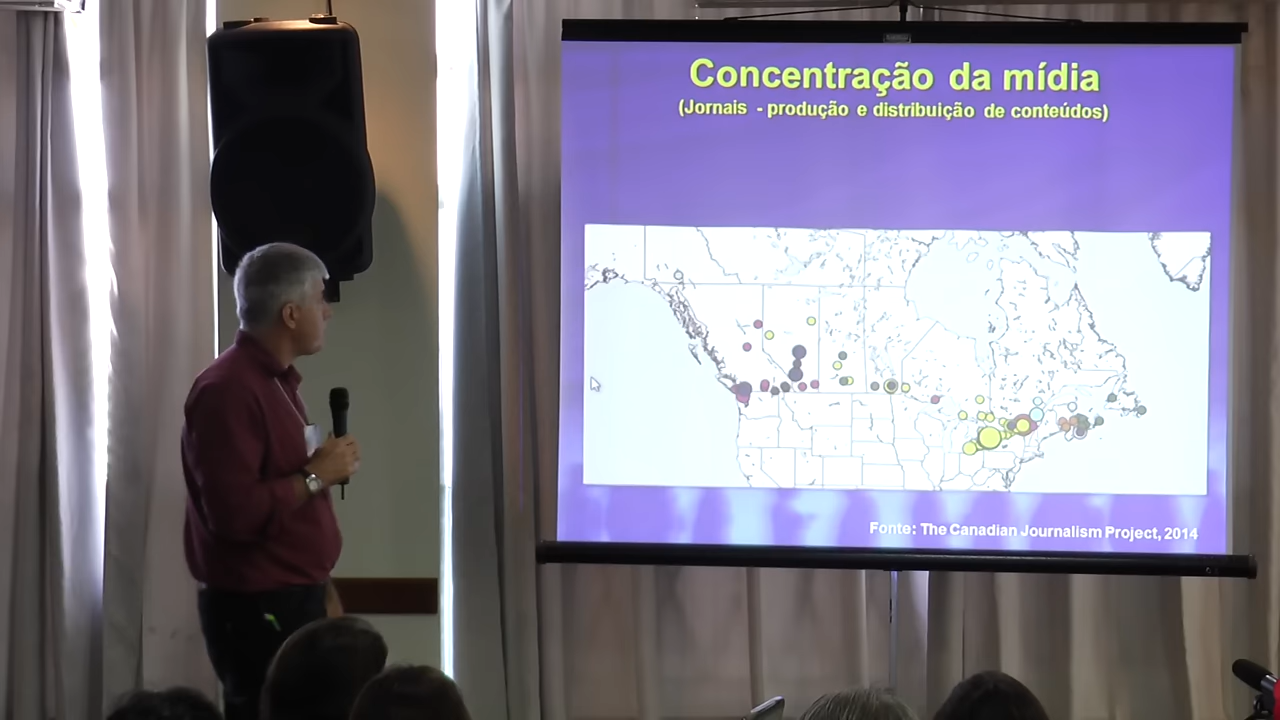 Concentração da mídia
(Jornais - produção e distribuição de conteúdos)
Fonte: The Canadian Journalism Project, 2014